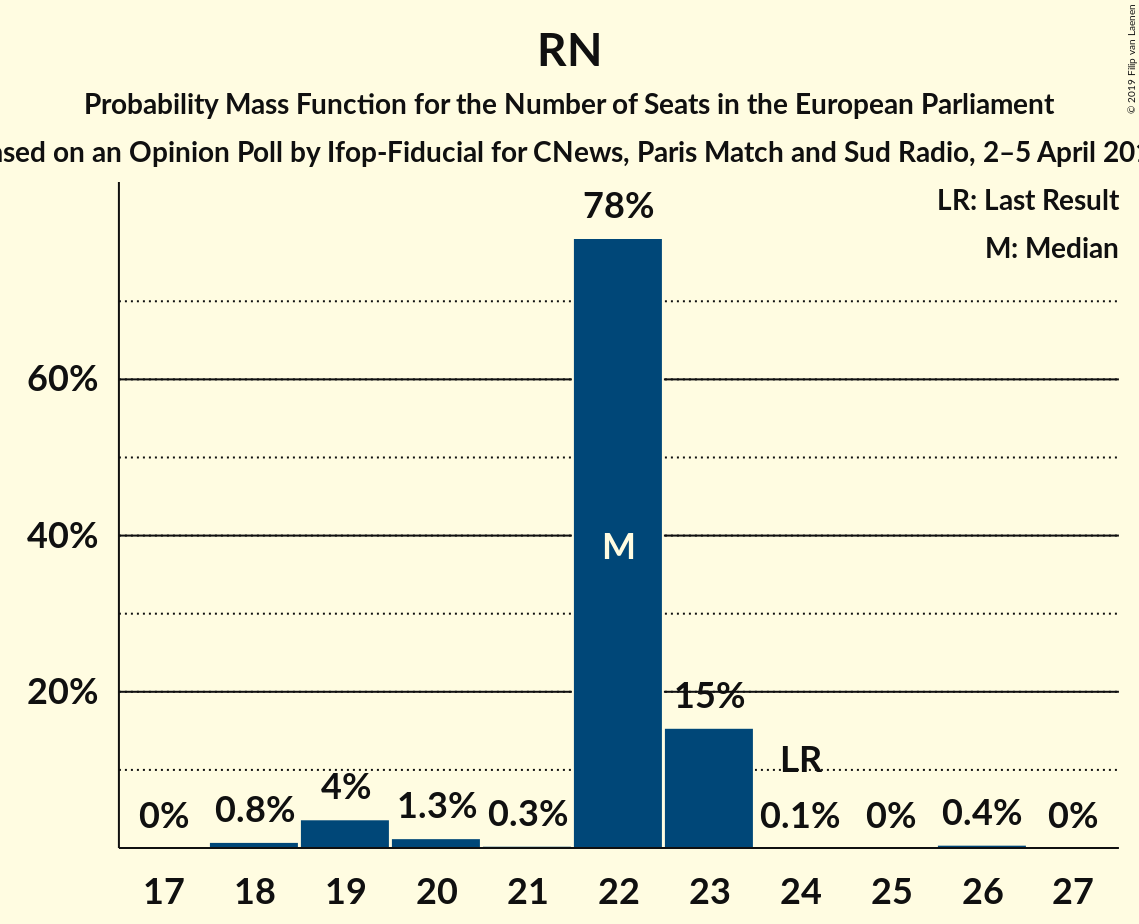 RN
Probability Mass Function for the Number of Seats in the European Parliament
on an Opinion Poll by Ifop-Fiducial for CNews, Paris Match and Sud Radio, 2–5 April
© 2019 Filip van Laenen
LR: Last Result
M: Median
78%
60%
40%
M
20%
15%
LR
0%
0.8%
4%
1.3%
0.3%
0.1%
0%
0.4%
0%
17 18 19 20 21 22 23 24 25 26 27